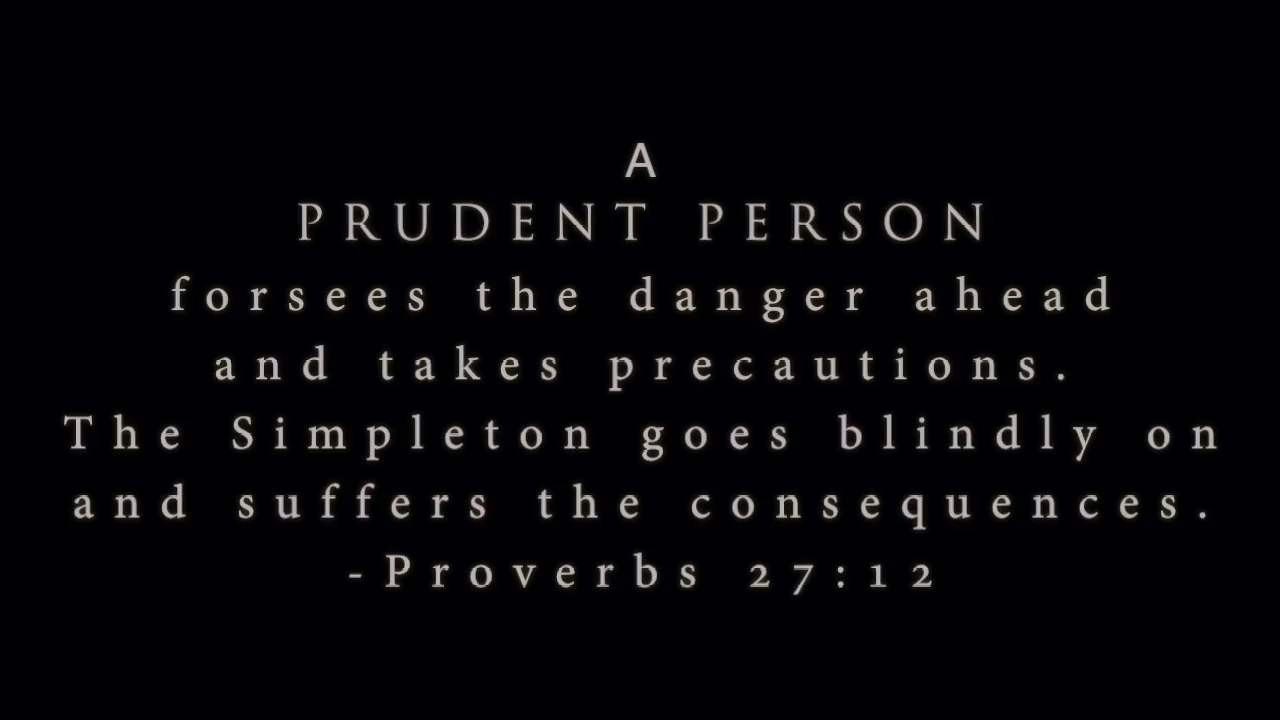 A
PRUDENT PERSON
forsees the danger ahead
and takes precautions.
The Simpleton goes blindly on
and suffers the consequences.
-Proverbs 27:12